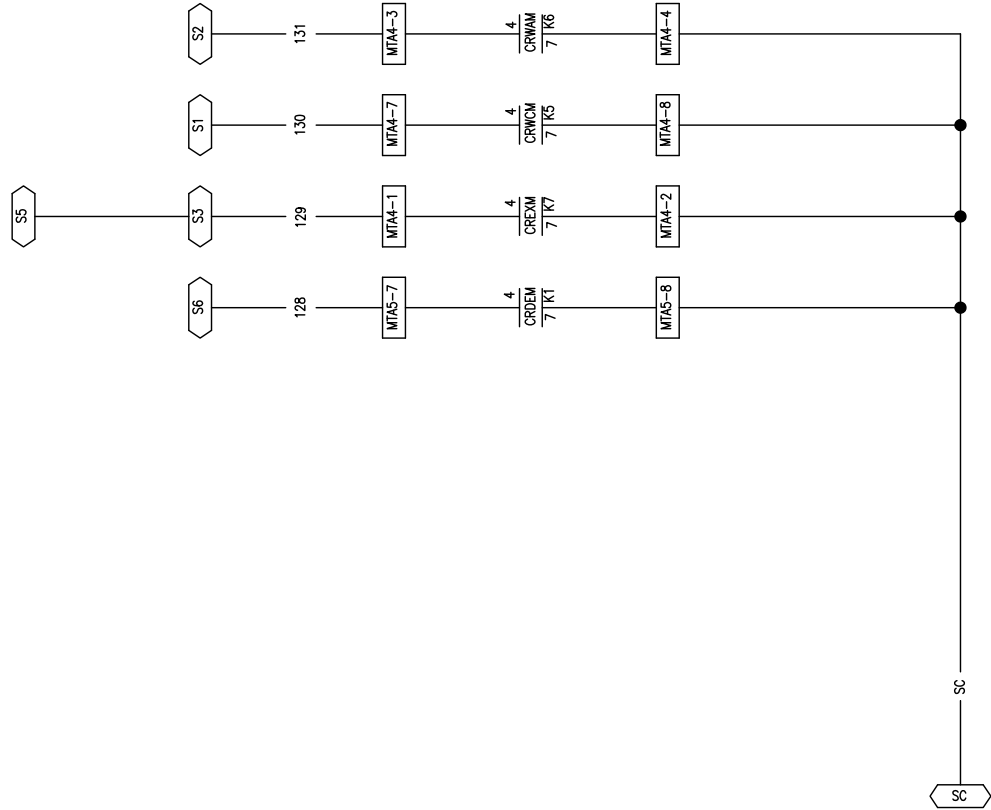 S2
131
MTA4-3
4
CRWAM
7 K6
MTA4-4
S1
130
MTA4-7
4
CRWCM
7 K5
MTA4-8
S5
S3
129
MTA4-1
4
CREXM
7 K7
MTA4-2
S6
128
MTA5-7
4
CRDEM
7 K1
MTA5-8
SC
SC